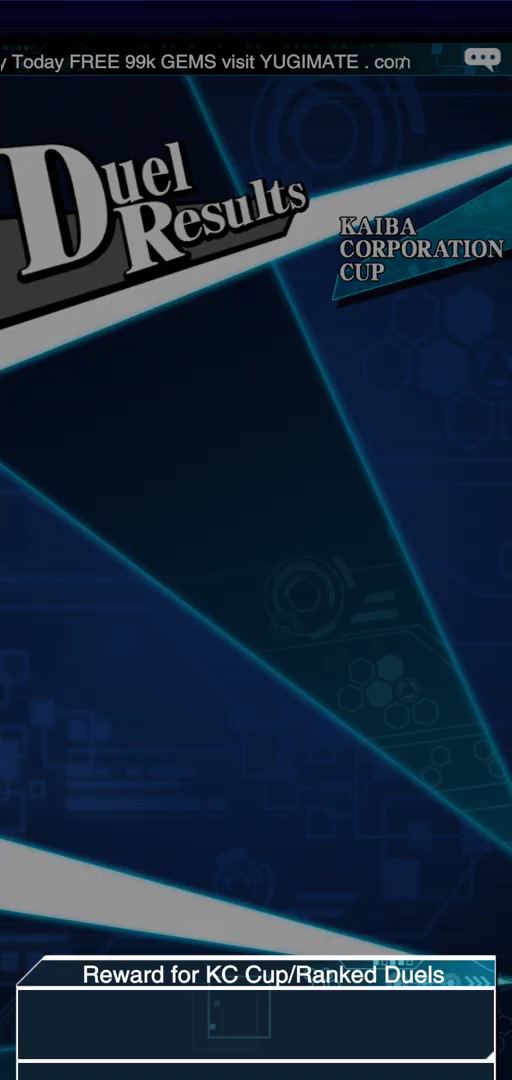 Today FREE 99k GEMS visit YUGIMATE . com
Duel
Results
KAIBA
CORPORATION
CUP
Reward for KC Cup/Ranked Duels